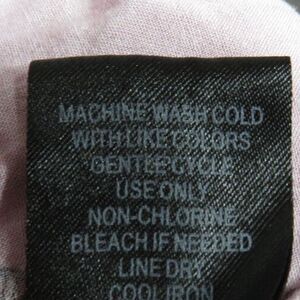 MACHINE WASH COLD
WITH LIKE COLORS
GENTLE CYCLE
USE ONLY
NON-CHLORINE
BLEACH IF NEEDED
LINE DRY
COOL IRON